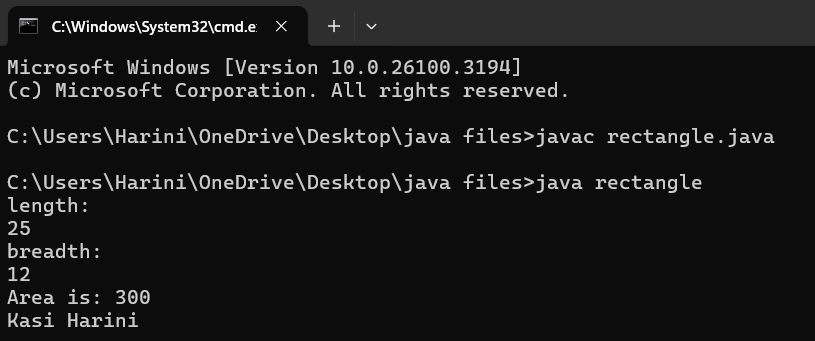 C:\Windows\System32\cmd.e
Microsoft Windows [Version 10.0.26100.3194]
(c) Microsoft Corporation. All rights reserved.
C:\Users\Harini\OneDrive\Desktop\java files>javac rectangle.java
C:\Users\Harini\OneDrive\Desktop\java files>java rectangle
length:
25
breadth:
12
Area is: 300
Kasi Harini